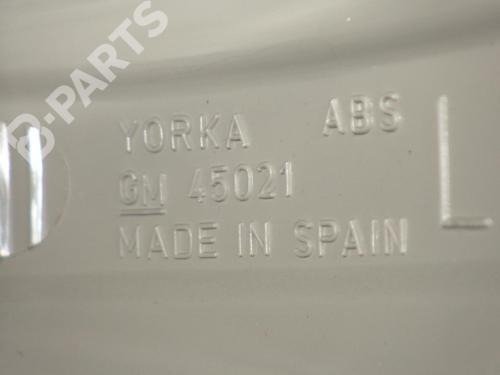 B-PARTS
YORKA ABS
GM 45021 L
MADE IN SPAIN